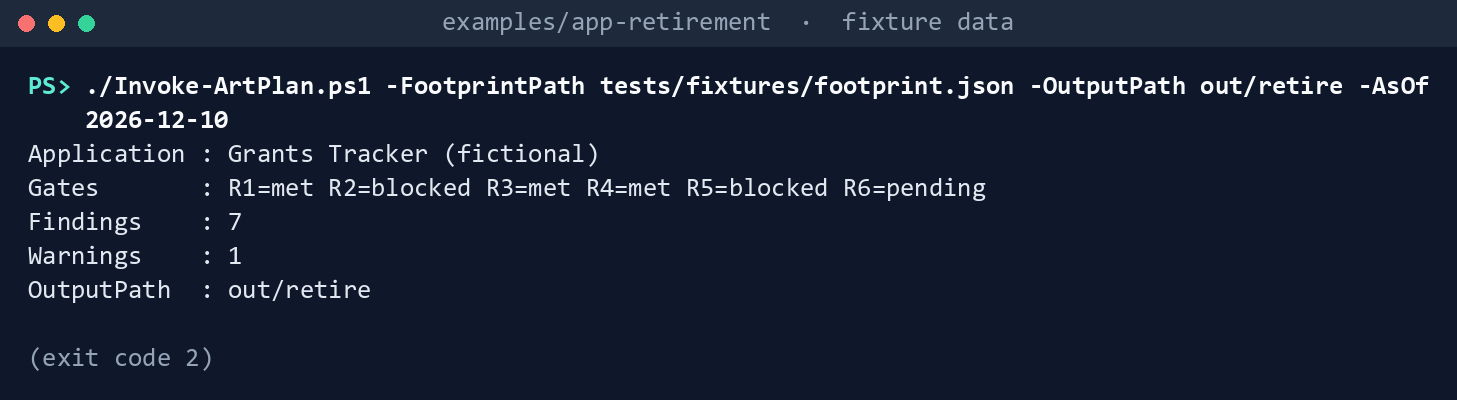 examples/app-retirement · fixture data
PS> ./Invoke-ArtPlan.ps1 -FootprintPath tests/fixtures/footprint.json -OutputPath out/retire -AsOf
2026-12-10
Application : Grants Tracker (fictional)
Gates : R1=met R2=blocked R3=met R4=met R5=blocked R6=pending
Findings : 7
Warnings : 1
OutputPath : out/retire
(exit code 2)